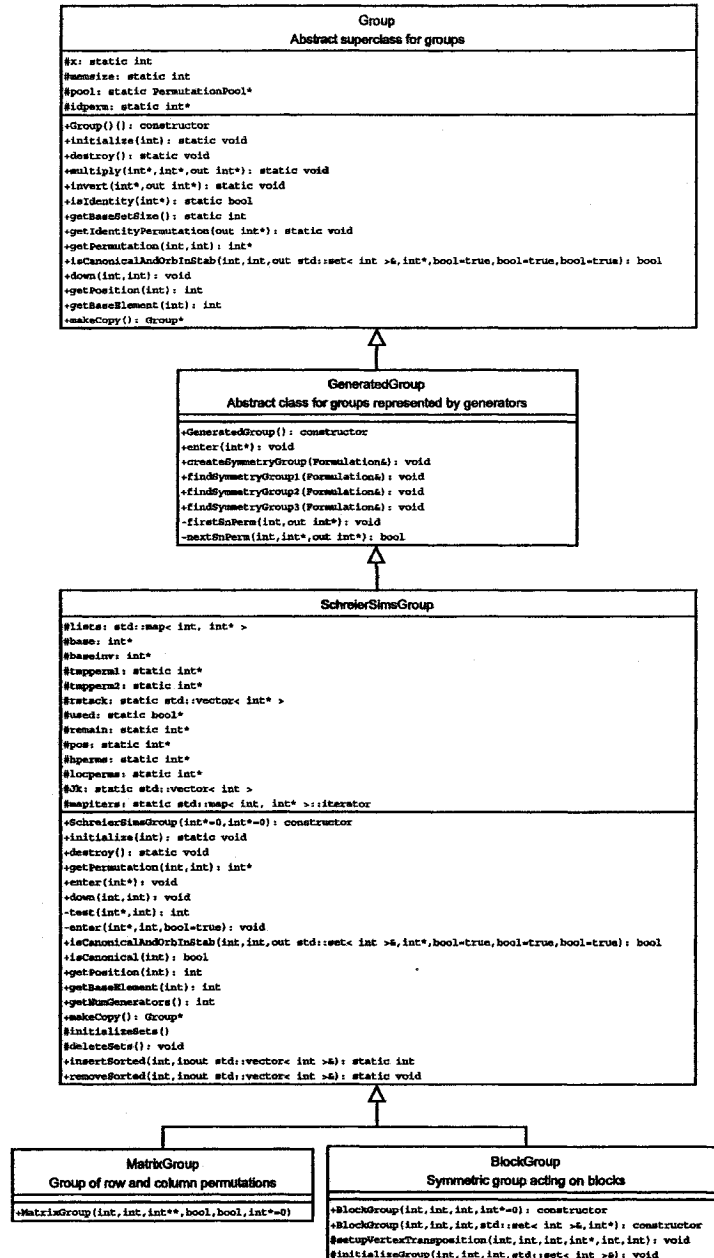 Group
Abstract superclass for groups
#x: static int
#memsize: static int
#pool: static PermutationPool*
#idperm: static int*
+Group()(): constructor
+initialize(int): static void
+destroy(): static void
+multiply(int*,int*,out int*): static void
+invert(int*,out int*): static void
+isIdentity(int*): static bool
+getBaseSetSize(): static int
+getIdentityPermutation(out int*): static void
+getPermutation(int,int): int*
+isCanonicalAndOrbInStab(int,int,out std::set< int >&,int*,bool=true,bool=true,bool=true): bool
+down(int,int): void
+getPosition(int): int
+getBaseElement(int): int
+makeCopy(): Group*
GeneratedGroup
Abstract class for groups represented by generators
+GeneratedGroup(): constructor
+enter(int*): void
+createSymmetryGroup(Formulation&): void
+findSymmetryGroup1(Formulation&): void
+findSymmetryGroup2(Formulation&): void
+findSymmetryGroup3(Formulation&): void
-firstSnPerm(int,out int*): void
-nextSnPerm(int,int*,out int*): bool
SchreierSimsGroup
#lists: std::map< int, int* >
#base: int*
#baseinv: int*
#tmpperm1: static int*
#tmpperm2: static int*
#rstack: static std::vector< int* >
#used: static bool*
#remain: static int*
#pos: static int*
#hperms: static int*
#locperms: static int*
#Jk: static std::vector< int >
#mapiters: static std::map< int, int* >::iterator
+SchreierSimsGroup(int*=0,int*=0): constructor
+initialize(int): static void
+destroy(): static void
+getPermutation(int,int): int*
+enter(int*): void
+down(int,int): void
-test(int*,int): int
-enter(int*,int,bool=true): void
+isCanonicalAndOrbInStab(int,int,out std::set< int >&,int*,bool=true,bool=true,bool=true): bool
+isCanonical(int): bool
+getPosition(int): int
+getBaseElement(int): int
+getNumGenerators(): int
+makeCopy(): Group*
#initializeSets()
#deleteSets(): void
+insertSorted(int,inout std::vector< int >&): static int
+removeSorted(int,inout std::vector< int >&): static void
MatrixGroup
Group of row and column permutations
+MatrixGroup(int,int,int**,bool,bool,int*=0)
BlockGroup
Symmetric group acting on blocks
+BlockGroup(int,int,int,int*=0): constructor
+BlockGroup(int,int,int,std::set< int >&,int*): constructor
#setupVertexTransposition(int,int,int,int*,int,int): void
#initializeGroup(int,int,int,std::set< int >&): void